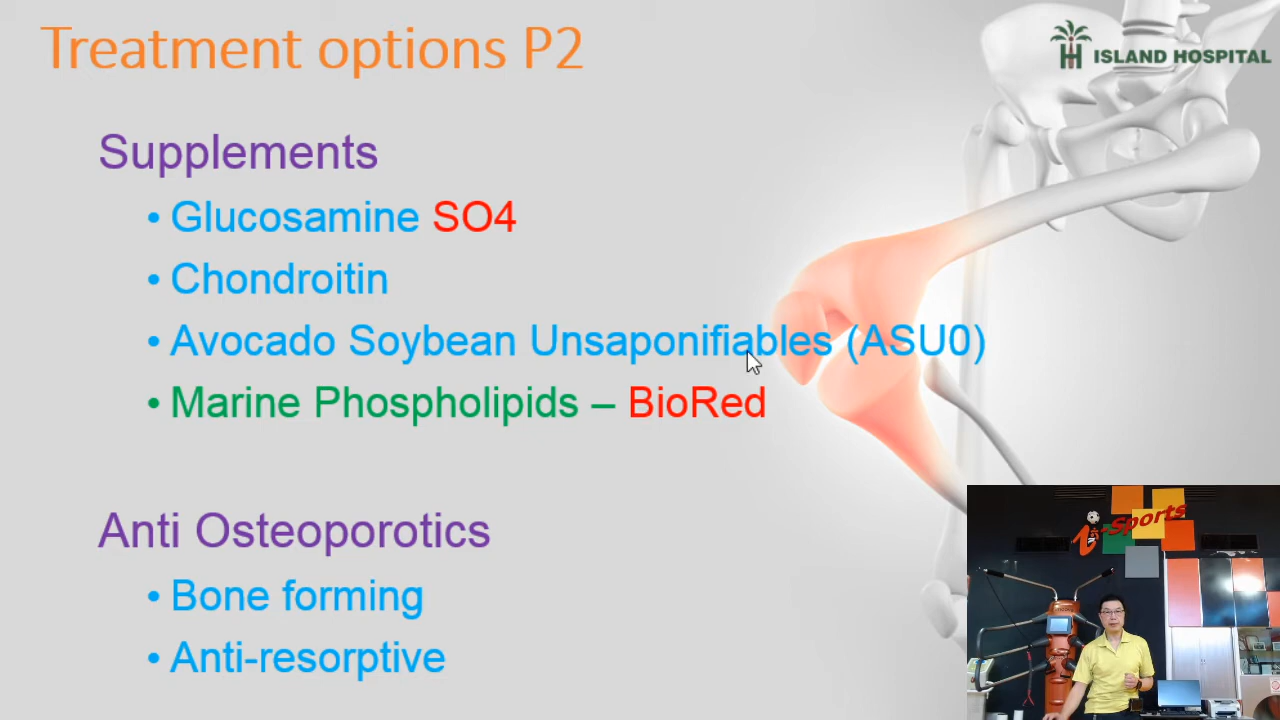 Treatment options P2
ISLAND HOSPITAL
Supplements
• Glucosamine SO4
• Chondroitin
• Avocado Soybean Unsaponifiables (ASU0)
• Marine Phospholipids – BioRed
Anti Osteoporotics
• Bone forming
• Anti-resorptive
i-Sports